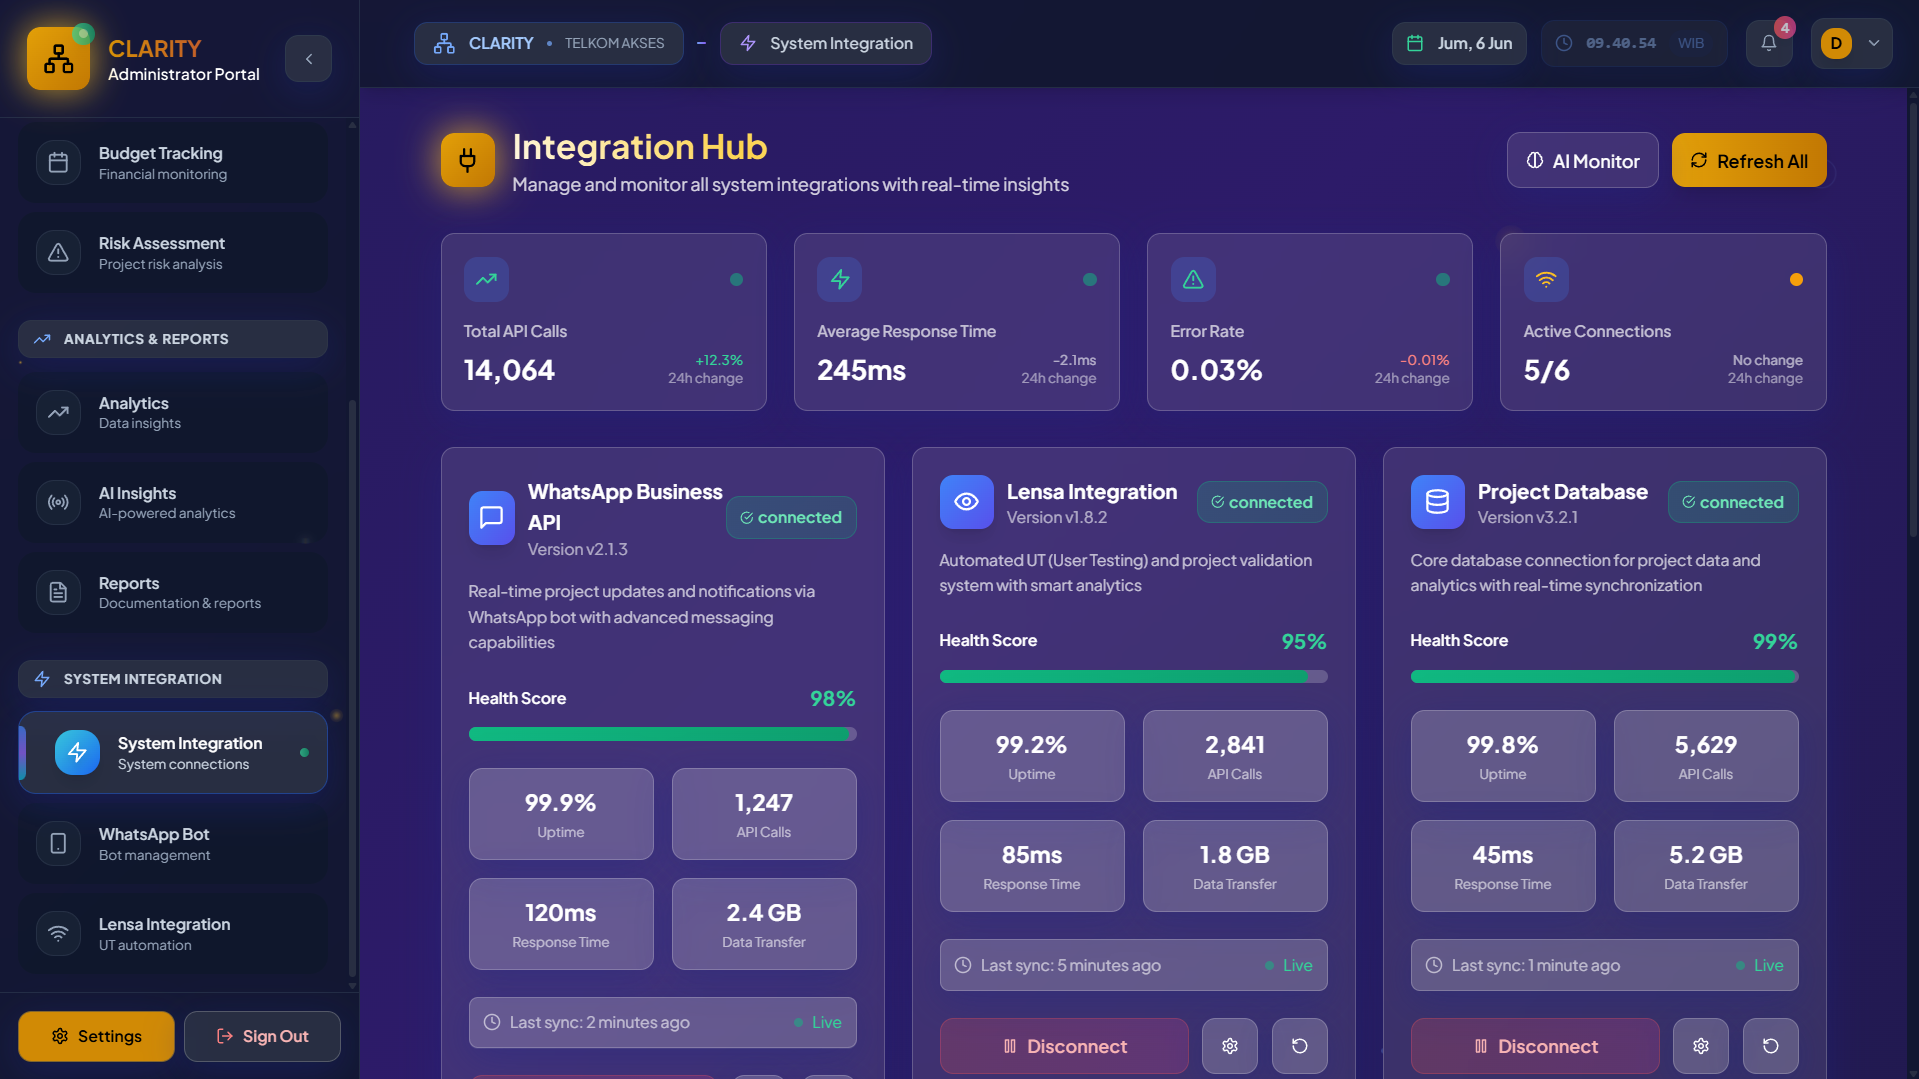 CLARITY
Administrator Portal
CLARITY • TELKOM AKSES
System Integration
Jum, 6 Jun
09.40.54 WIB
4
D
Budget Tracking
Financial monitoring
Risk Assessment
Project risk analysis
ANALYTICS & REPORTS
Analytics
Data insights
AI Insights
AI-powered analytics
Reports
Documentation & reports
SYSTEM INTEGRATION
System Integration
System connections
WhatsApp Bot
Bot management
Lensa Integration
UT automation
Settings
Sign Out
Integration Hub
Manage and monitor all system integrations with real-time insights
AI Monitor
Refresh All
Total API Calls
14,064
+12.3%
24h change
Average Response Time
245ms
-2.1ms
24h change
Error Rate
0.03%
-0.01%
24h change
Active Connections
5/6
No change
24h change
WhatsApp Business
API
Version v2.1.3
connected
Real-time project updates and notifications via
WhatsApp bot with advanced messaging
capabilities
Health Score
98%
99.9%
Uptime
1,247
API Calls
120ms
Response Time
2.4 GB
Data Transfer
Last sync: 2 minutes ago
Live
Lensa Integration
Version v1.8.2
connected
Automated UT (User Testing) and project validation
system with smart analytics
Health Score
95%
99.2%
Uptime
2,841
API Calls
85ms
Response Time
1.8 GB
Data Transfer
Last sync: 5 minutes ago
Live
Disconnect
Project Database
Version v3.2.1
connected
Core database connection for project data and
analytics with real-time synchronization
Health Score
99%
99.8%
Uptime
5,629
API Calls
45ms
Response Time
5.2 GB
Data Transfer
Last sync: 1 minute ago
Live
Disconnect